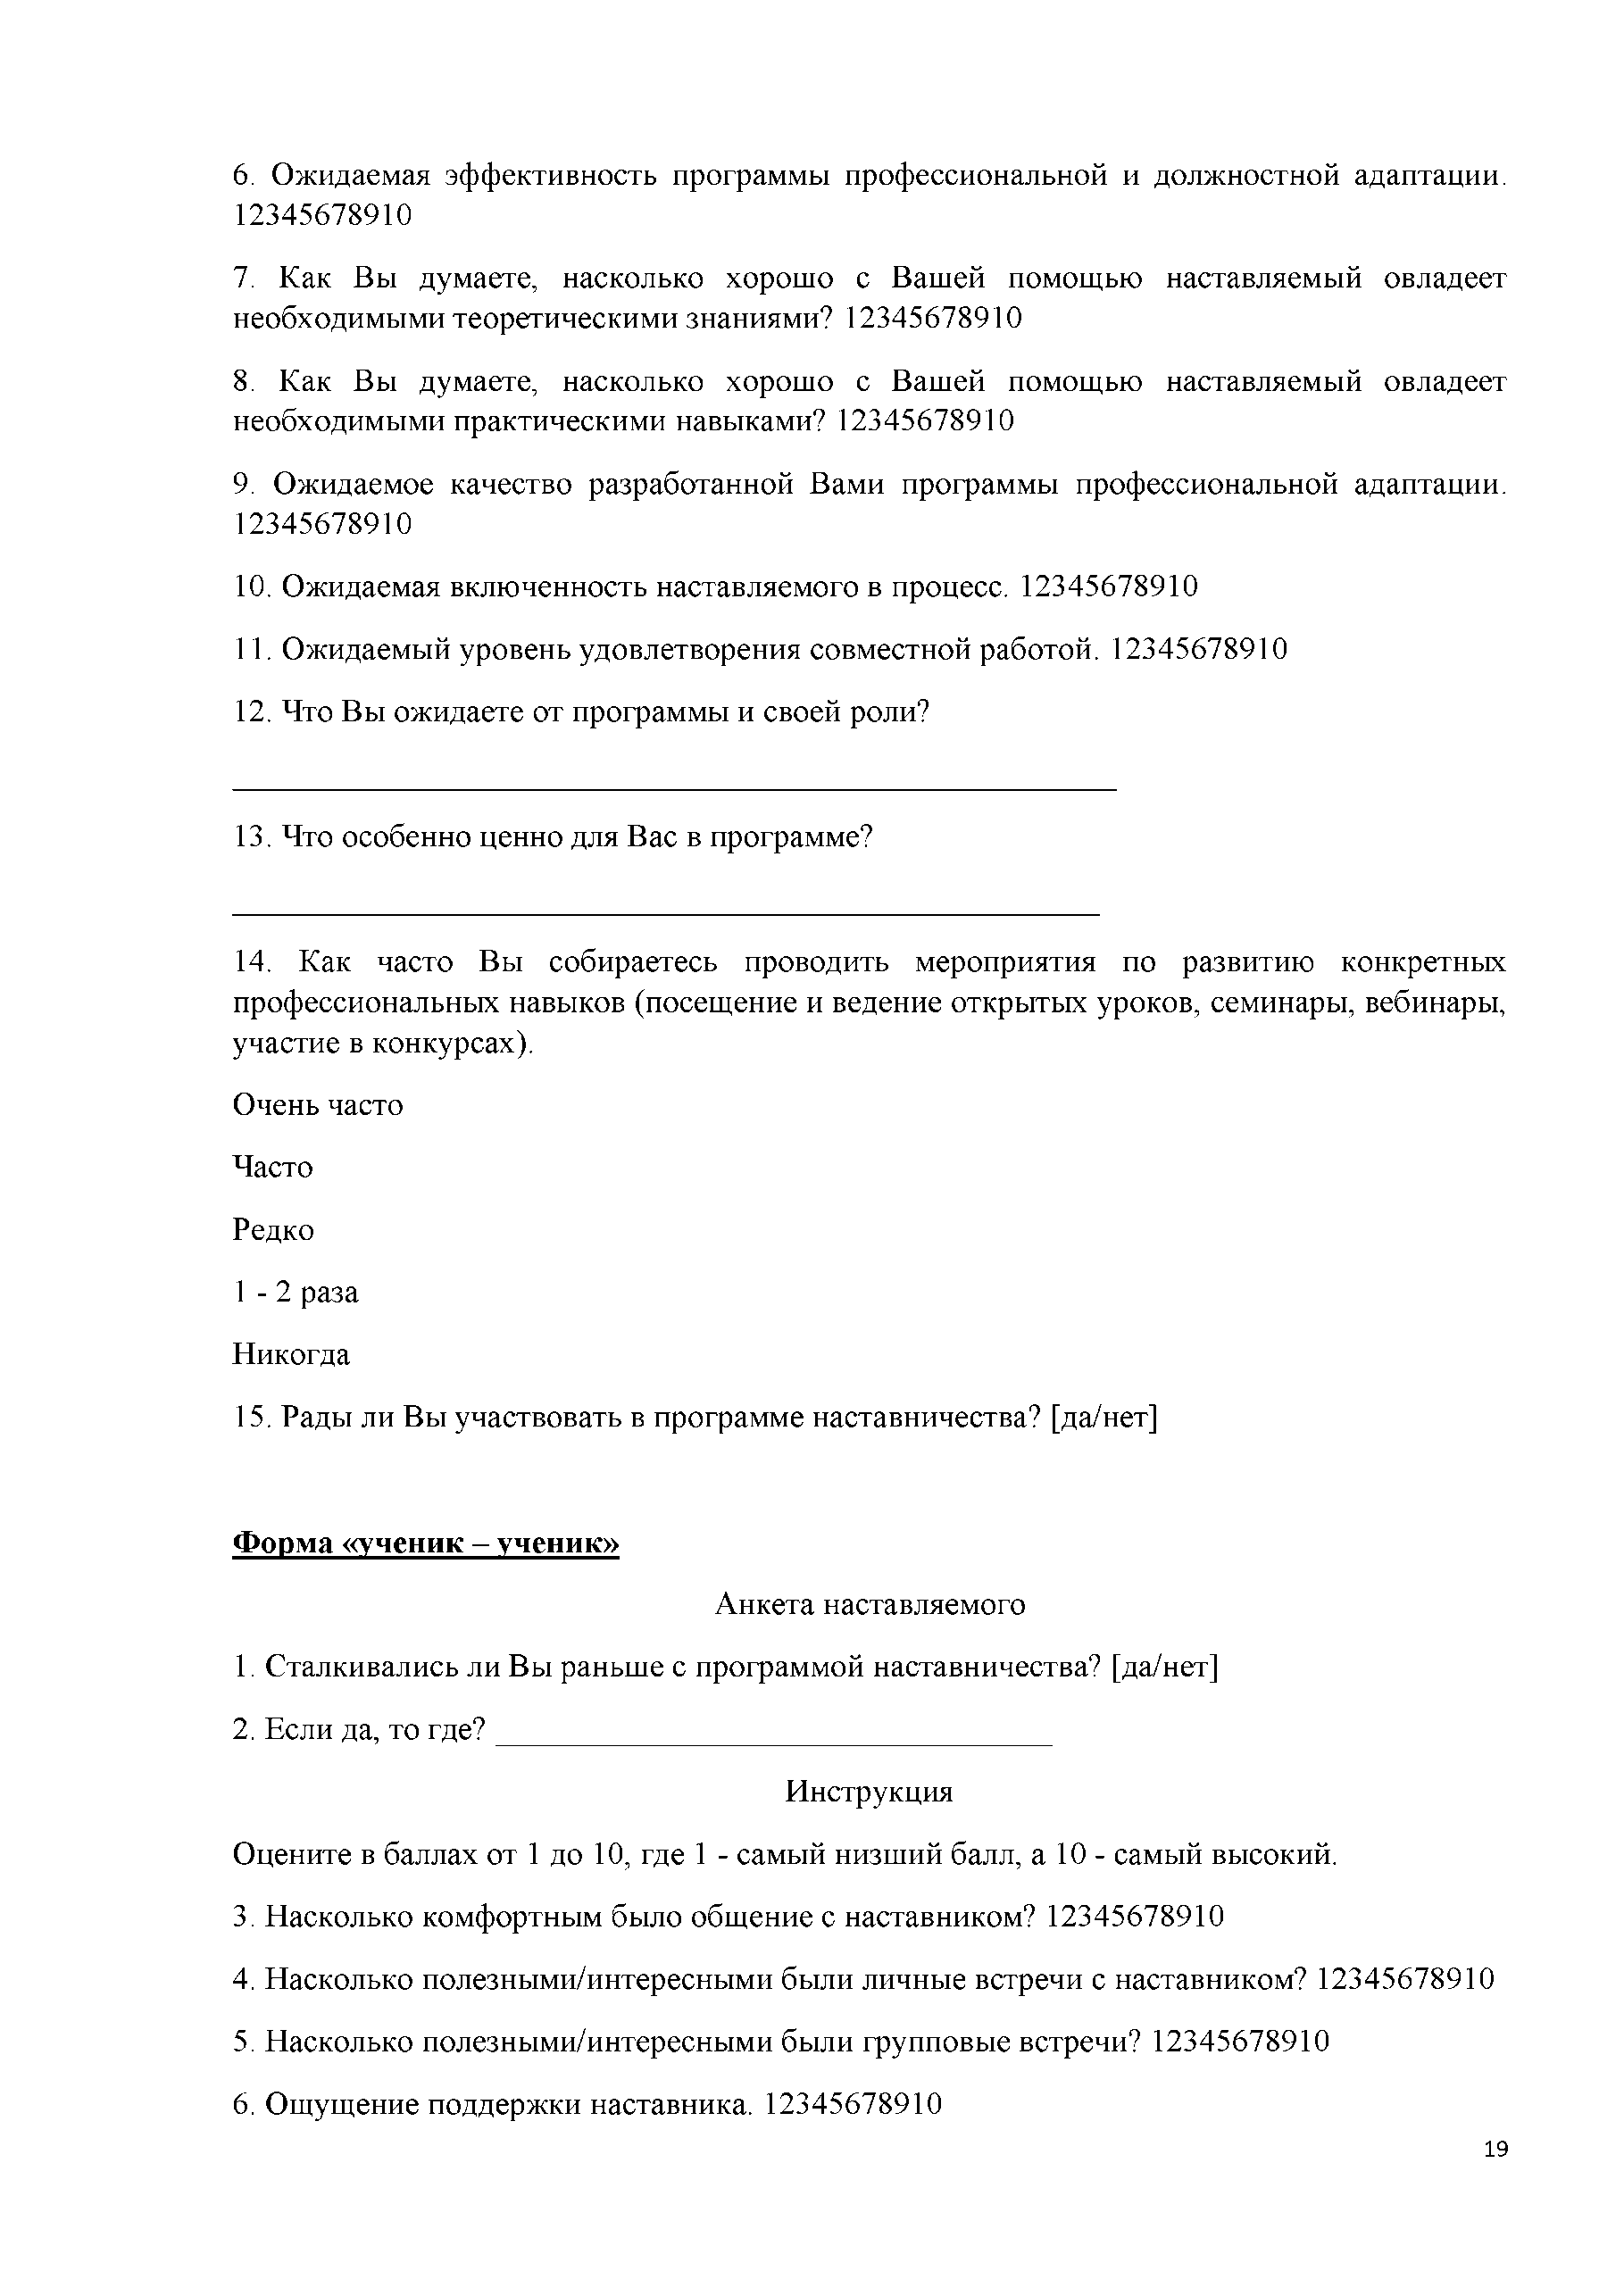 6. Ожидаемая эффективность программы профессиональной и должностной адаптации.
12345678910
7. Как Вы думаете, насколько хорошо с Вашей помощью наставляемый овладеет
необходимыми теоретическими знаниями? 12345678910
8. Как Вы думаете, насколько хорошо с Вашей помощью наставляемый овладеет
необходимыми практическими навыками? 12345678910
9. Ожидаемое качество разработанной Вами программы профессиональной адаптации.
12345678910
10. Ожидаемая включенность наставляемого в процесс. 12345678910
11. Ожидаемый уровень удовлетворения совместной работой. 12345678910
12. Что Вы ожидаете от программы и своей роли?
13. Что особенно ценно для Вас в программе?
14. Как часто Вы собираетесь проводить мероприятия по развитию конкретных
профессиональных навыков (посещение и ведение открытых уроков, семинары, вебинары,
участие в конкурсах).
Очень часто
Часто
Редко
1 - 2 раза
Никогда
15. Рады ли Вы участвовать в программе наставничества? [да/нет]
Форма «ученик – ученик»
Анкета наставляемого
1. Сталкивались ли Вы раньше с программой наставничества? [да/нет]
2. Если да, то где? ___________________________________
Инструкция
Оцените в баллах от 1 до 10, где 1 - самый низший балл, а 10 - самый высокий.
3. Насколько комфортным было общение с наставником? 12345678910
4. Насколько полезными/интересными были личные встречи с наставником? 12345678910
5. Насколько полезными/интересными были групповые встречи? 12345678910
6. Ощущение поддержки наставника. 12345678910
19